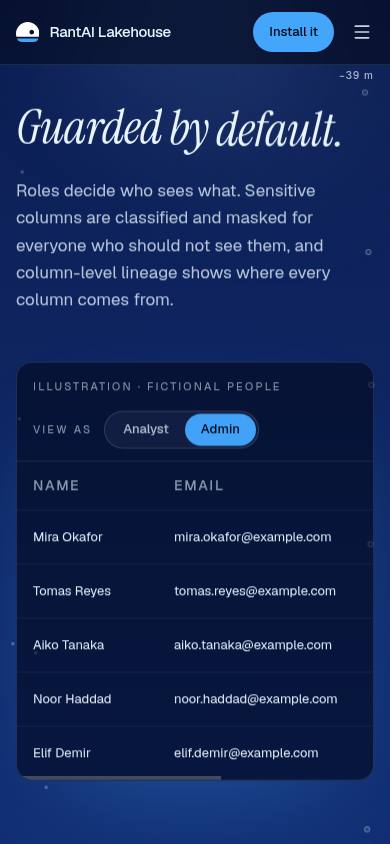 RantAI Lakehouse
Install it
−39 m
Guarded by default.
Roles decide who sees what. Sensitive
columns are classified and masked for
everyone who should not see them, and
column-level lineage shows where every
column comes from.
ILLUSTRATION · FICTIONAL PEOPLE
VIEW AS Analyst Admin
NAME EMAIL
Mira Okafor mira.okafor@example.com
Tomas Reyes tomas.reyes@example.com
Aiko Tanaka aiko.tanaka@example.com
Noor Haddad noor.haddad@example.com
Elif Demir elif.demir@example.com